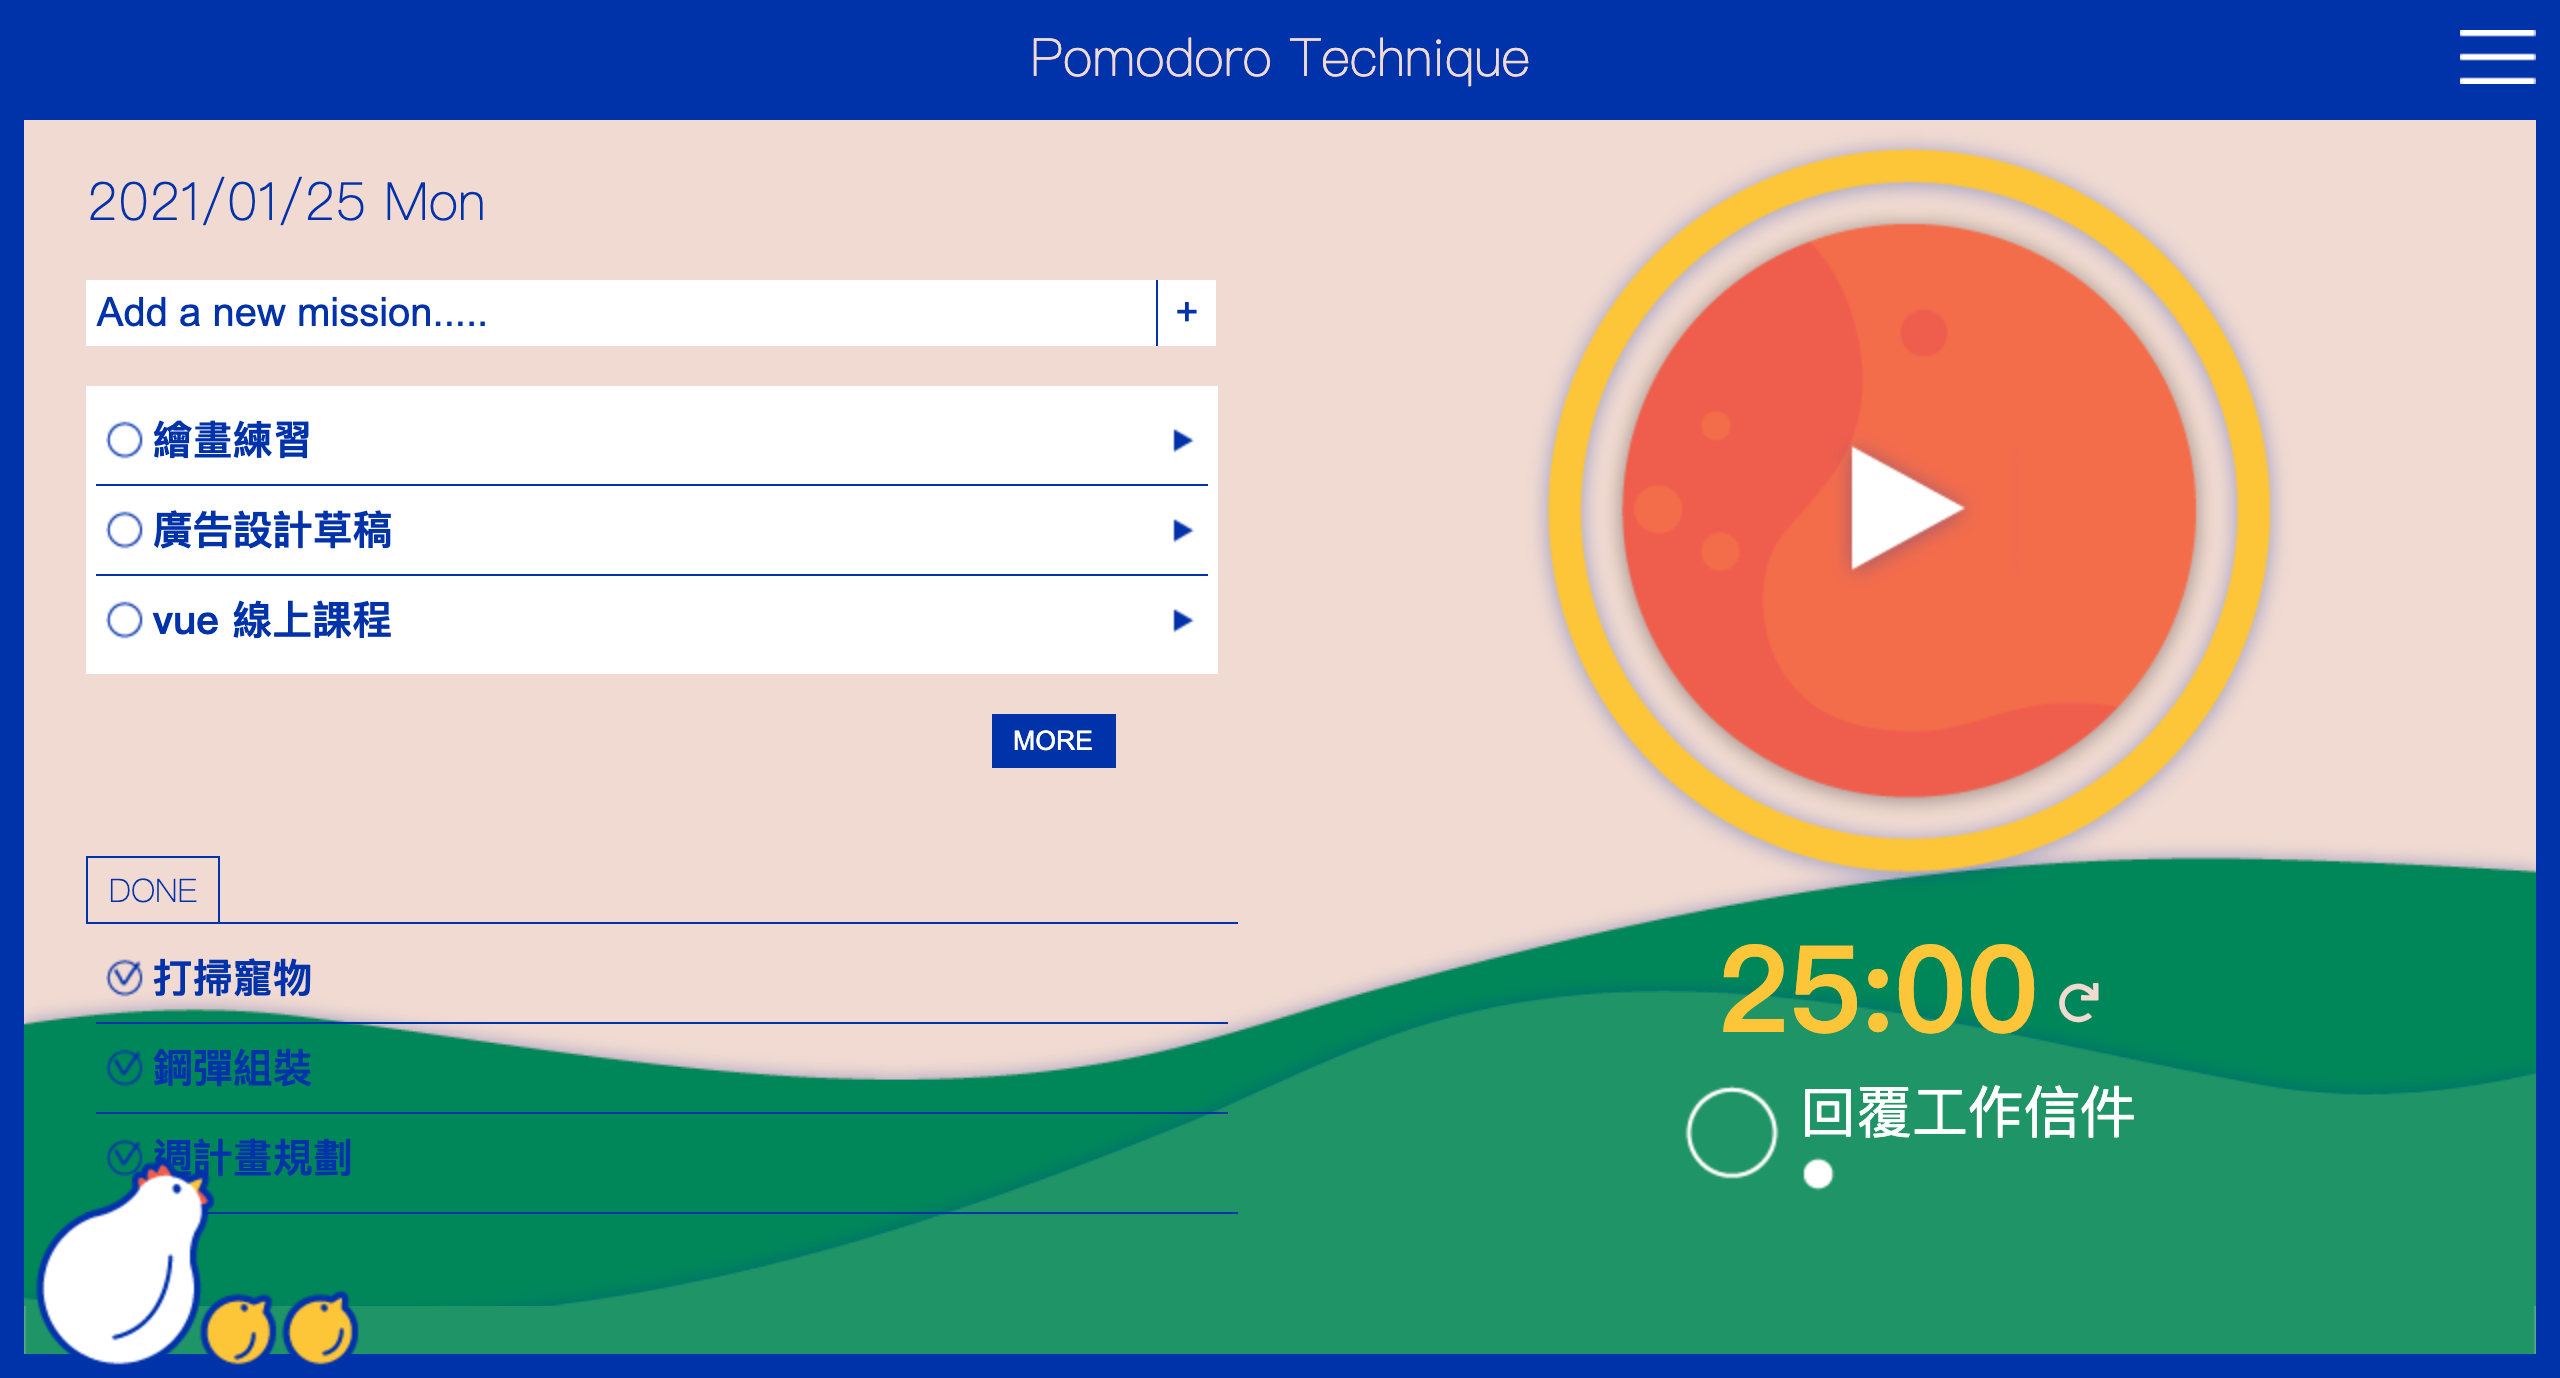 Pomodoro Technique
2021/01/25 Mon
Add a new mission.....
+
繪畫練習
廣告設計草稿
vue 線上課程
MORE
DONE
打掃寵物
鋼彈組裝
週計畫規劃
25:00
回覆工作信件